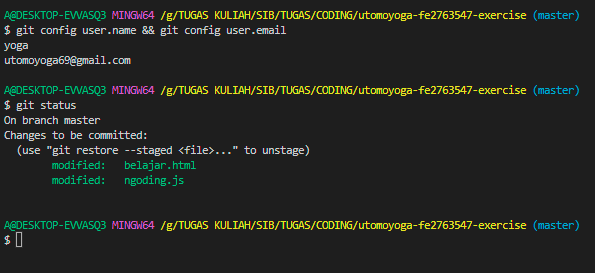 A@DESKTOP-EVVASQ3 MINGW64 /g/TUGAS KULIAH/SIB/TUGAS/CODING/utomoyoga-fe2763547-exercise (master)
$ git config user.name && git config user.email
yoga
utomoyoga69@gmail.com
A@DESKTOP-EVVASQ3 MINGW64 /g/TUGAS KULIAH/SIB/TUGAS/CODING/utomoyoga-fe2763547-exercise (master)
$ git status
On branch master
Changes to be committed:
  (use "git restore --staged <file>..." to unstage)
        modified:   belajar.html
        modified:   ngoding.js
A@DESKTOP-EVVASQ3 MINGW64 /g/TUGAS KULIAH/SIB/TUGAS/CODING/utomoyoga-fe2763547-exercise (master)
$